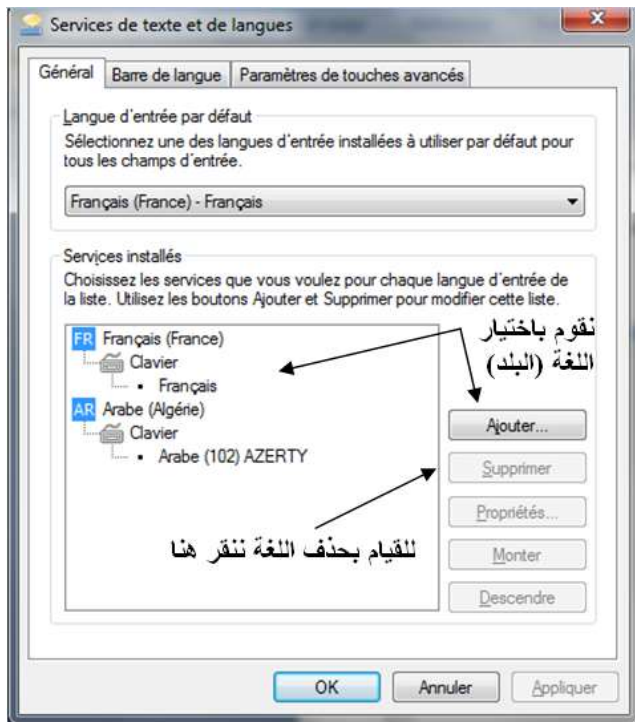 Services de texte et de langues
Général
Barre de langue
Paramètres de touches avancés
Langue d'entrée par défaut
Sélectionnez une des langues d'entrée installées à utiliser par défaut pour
tous les champs d'entrée.
Français (France) - Français
Services installés
Choisissez les services que vous voulez pour chaque langue d'entrée de
la liste. Utilisez les boutons Ajouter et Supprimer pour modifier cette liste.
نقوم باختيار
اللغة (البلد)
FR Français (France)
Clavier
Français
AR Arabe (Algérie)
Clavier
Arabe (102) AZERTY
للقيام بحذف اللغة ننقر هنا
Ajouter...
Supprimer
Propriétés...
Monter
Descendre
OK
Annuler
Appliquer